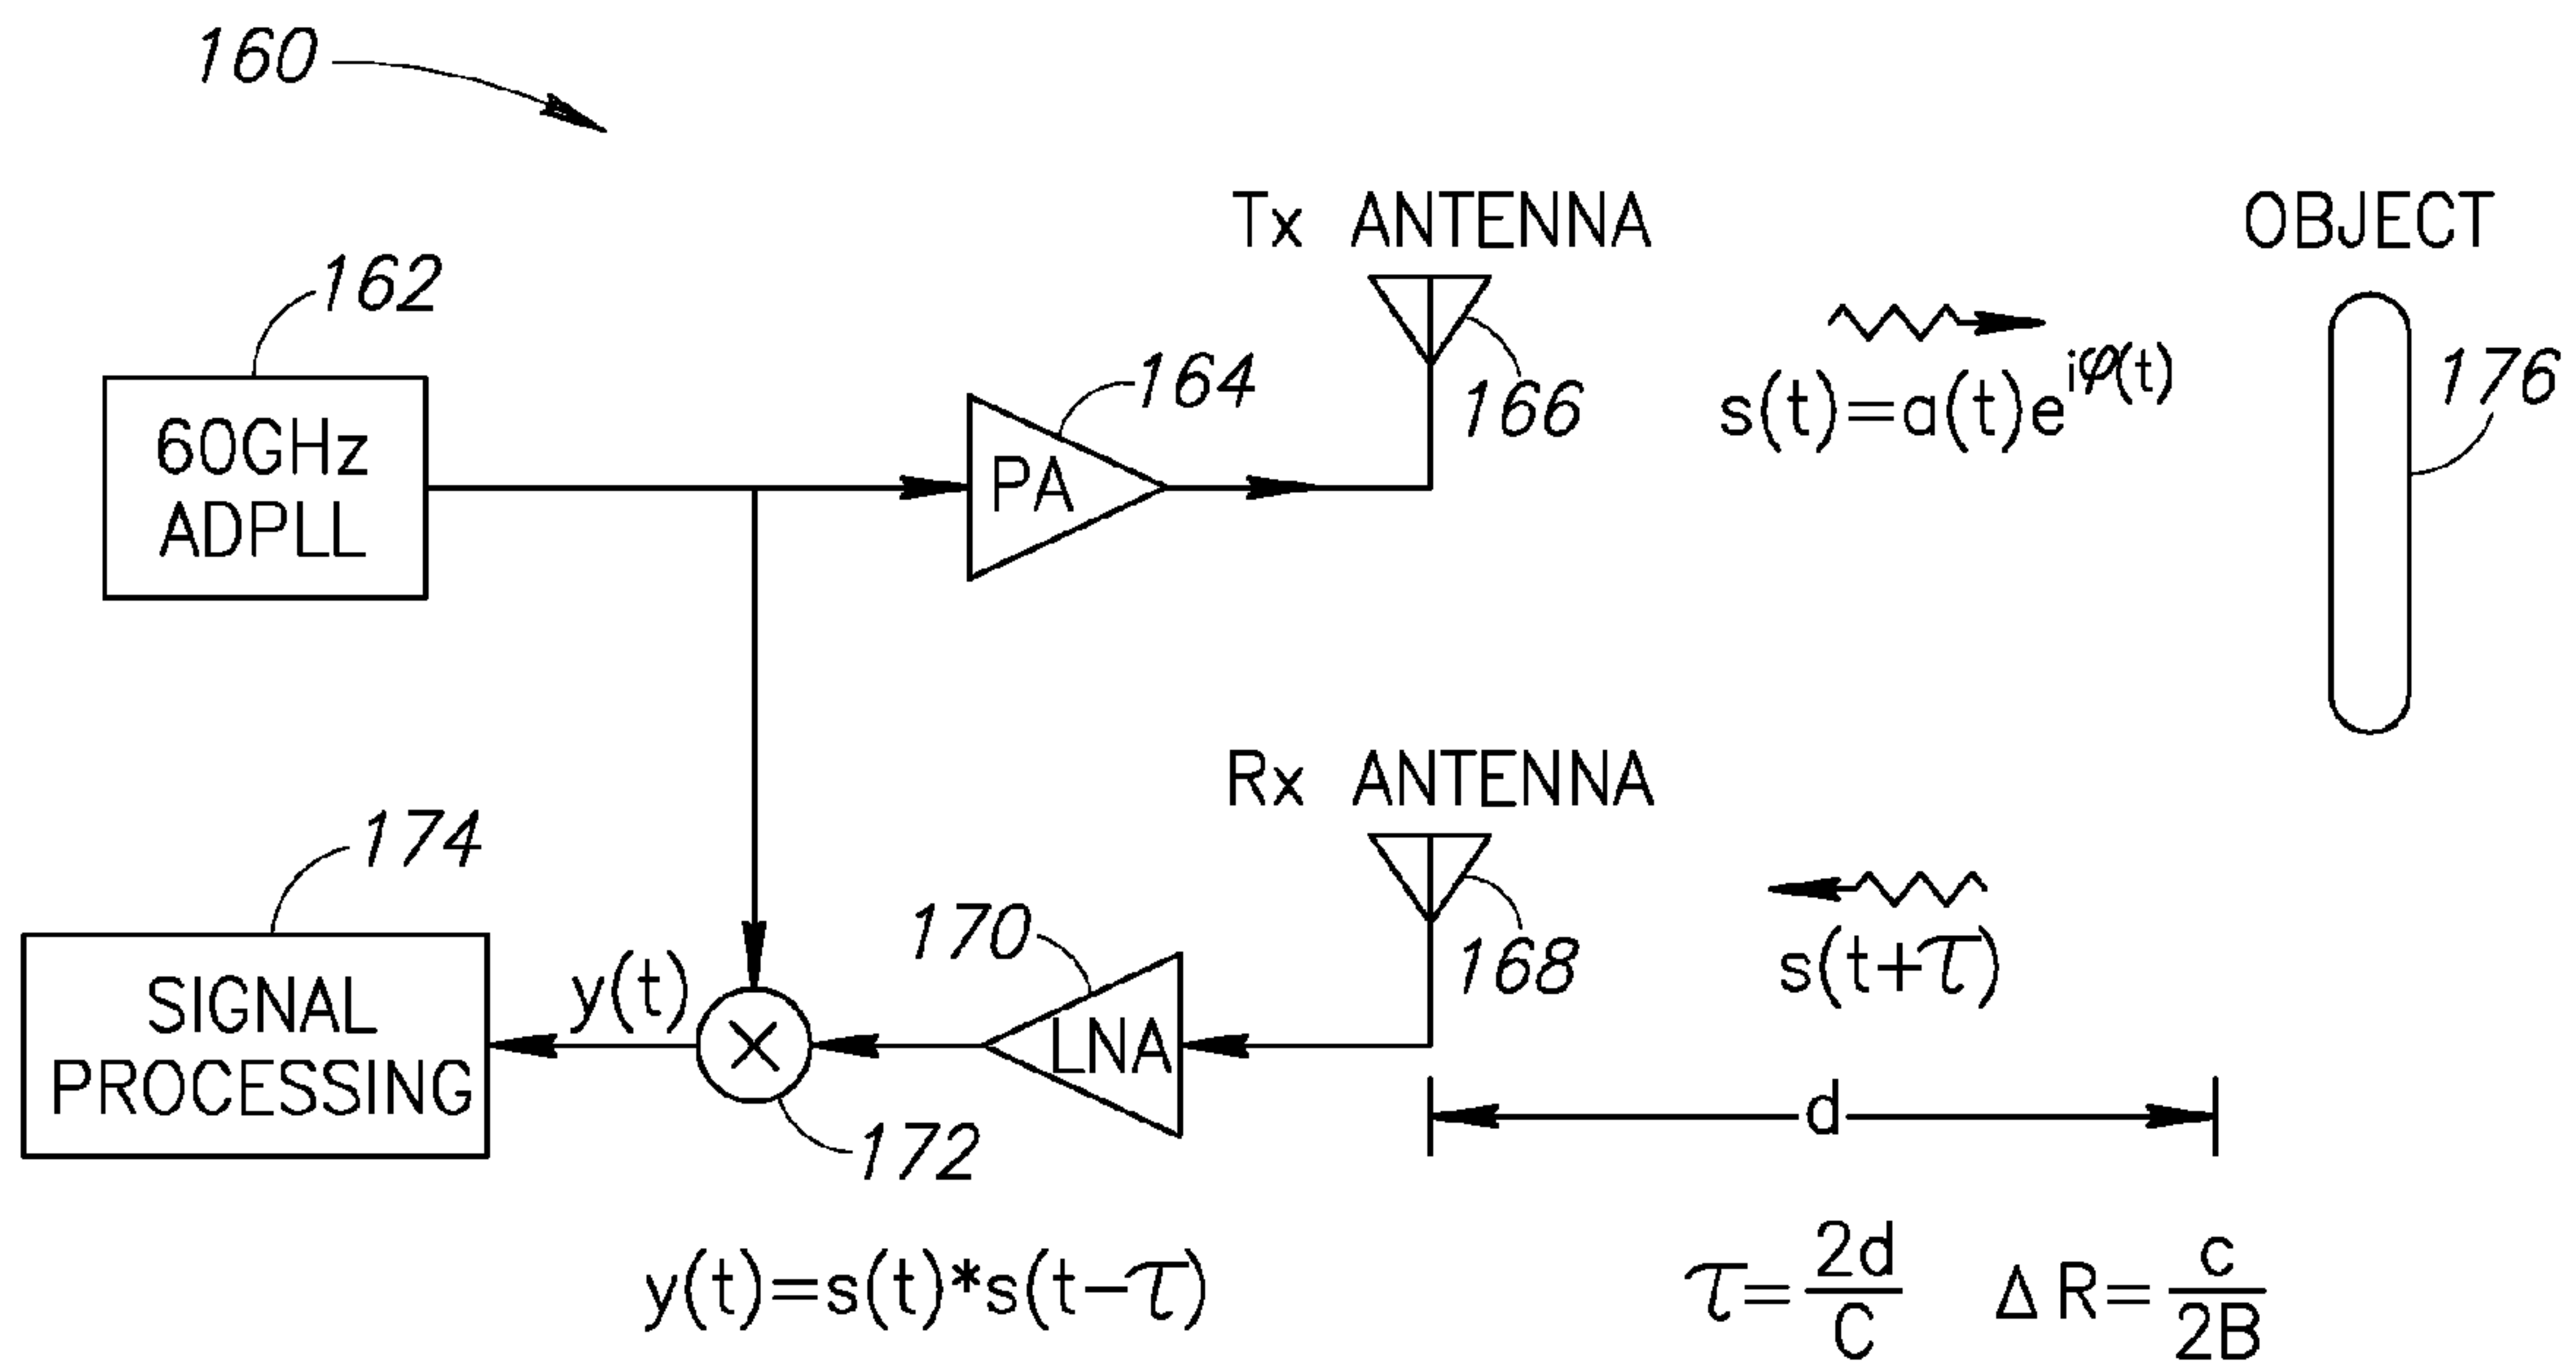 160
Tx ANTENNA
OBJECT
162
60GHz
ADPLL
164
PA
166
s(t)=a(t)e^{iφ(t)}
176
Rx ANTENNA
174
SIGNAL
PROCESSING
y(t)
170
LNA
168
s(t+τ)
172
d
y(t)=s(t)*s(t−τ)
τ=2d/C ΔR=c/2B